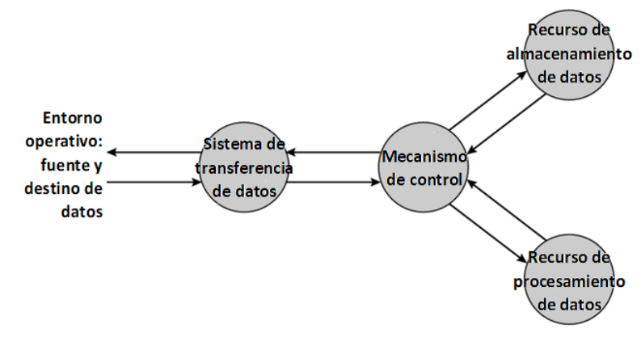 Entorno
operativo:
fuente y
destino de
datos
Sistema de
transferencia
de datos
Mecanismo
de control
Recurso de
almacenamiento
de datos
Recurso de
procesamiento
de datos